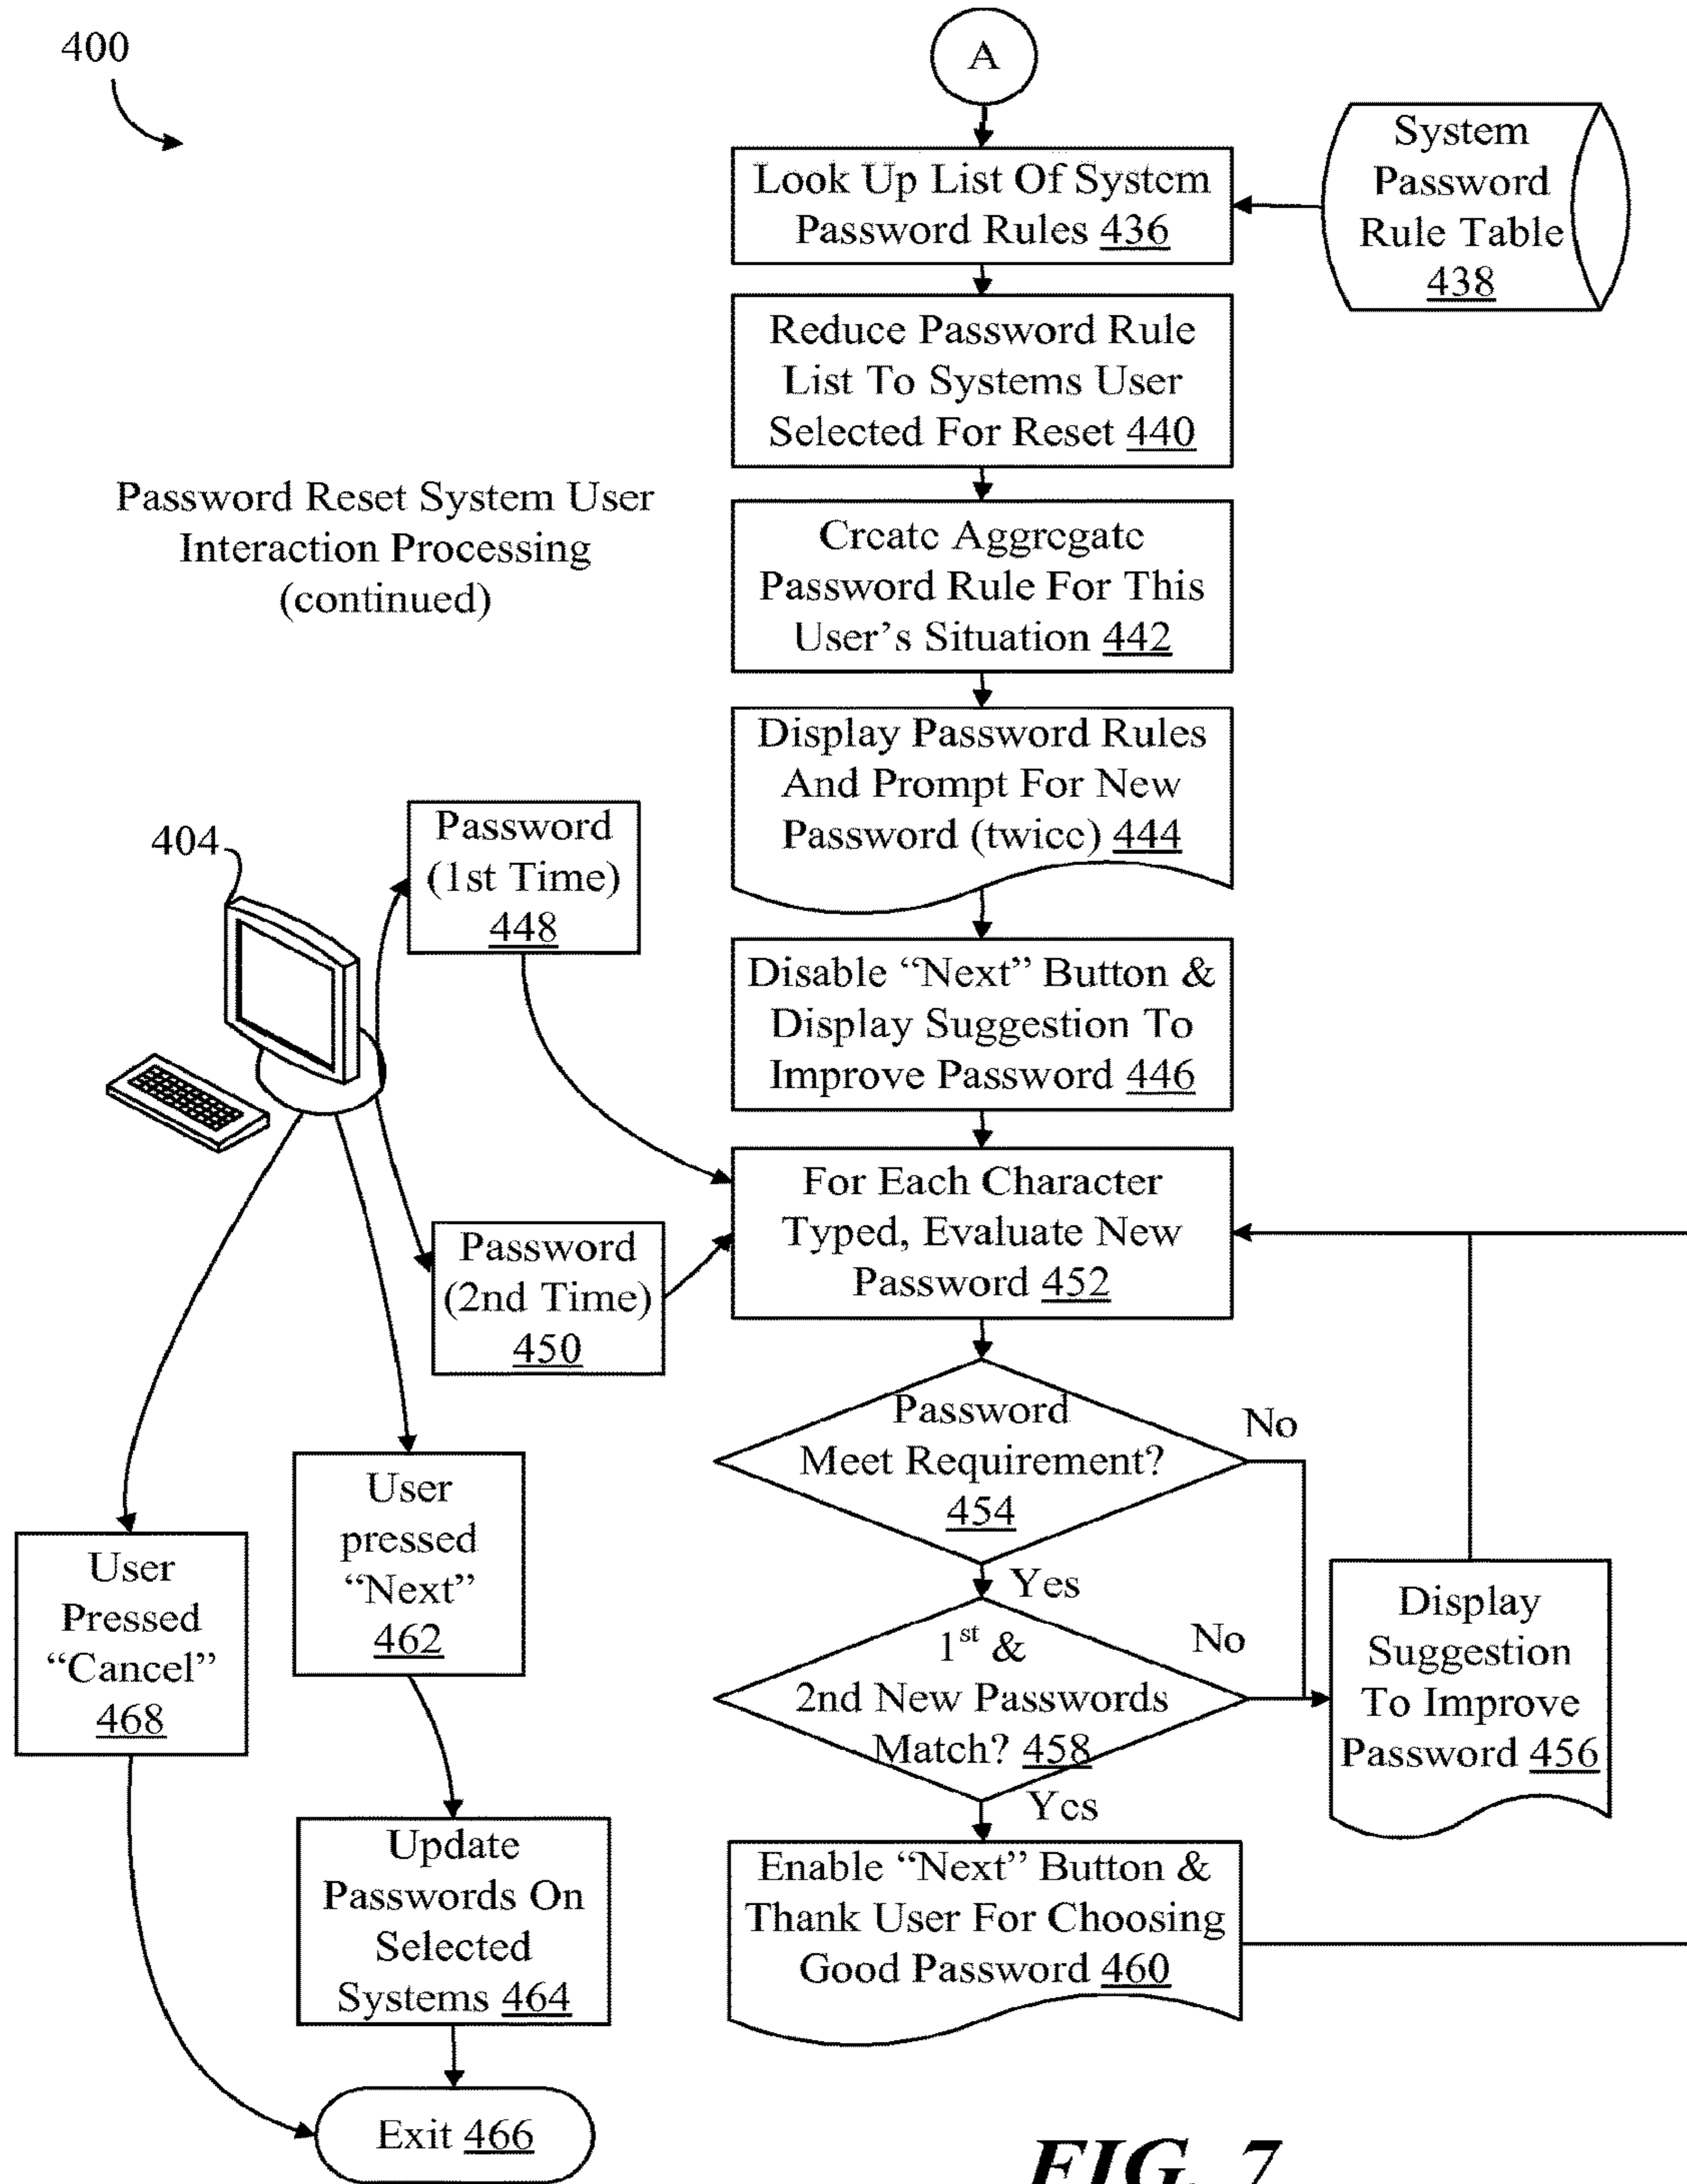 400
A
Look Up List Of System
Password Rules 436
System
Password
Rule Table
438
Reduce Password Rule
List To Systems User
Selected For Reset 440
Password Reset System User
Interaction Processing
(continued)
Create Aggregate
Password Rule For This
User’s Situation 442
Display Password Rules
And Prompt For New
Password (twice) 444
404
Password
(1st Time)
448
Disable “Next” Button &
Display Suggestion To
Improve Password 446
For Each Character
Typed, Evaluate New
Password 452
Password
(2nd Time)
450
Password
Meet Requirement?
454
No
Yes
User
Pressed
“Cancel”
468
User
pressed
“Next”
462
1st &
2nd New Passwords
Match? 458
No
Yes
Display
Suggestion
To Improve
Password 456
Update
Passwords On
Selected
Systems 464
Enable “Next” Button &
Thank User For Choosing
Good Password 460
Exit 466
FIG. 7